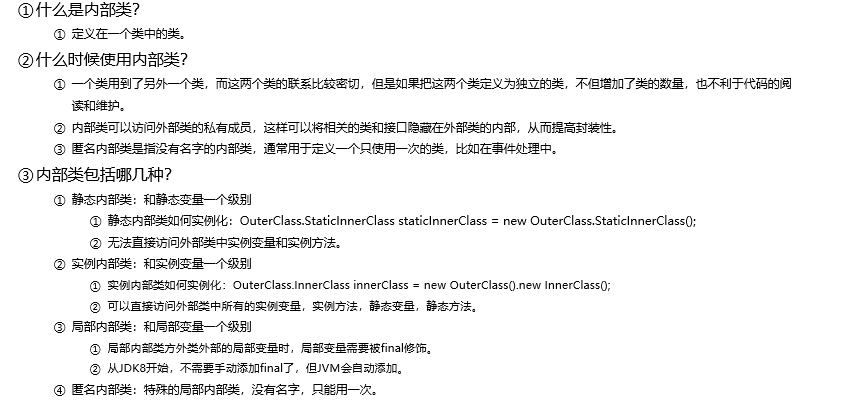 ① 什么是内部类？
① 定义在一个类中的类。
② 什么时候使用内部类？
① 一个类用到了另外一个类，而这两个类的联系比较密切，但是如果把这两个类定义为独立的类，不但增加了类的数量，也不利于代码的阅
读和维护。
② 内部类可以访问外部类的私有成员，这样可以将相关的类和接口隐藏在外部类的内部，从而提高封装性。
③ 匿名内部类是指没有名字的内部类，通常用于定义一个只使用一次的类，比如在事件处理中。
③ 内部类包括哪几种？
① 静态内部类：和静态变量一个级别
① 静态内部类如何实例化：OuterClass.StaticInnerClass staticInnerClass = new OuterClass.StaticInnerClass();
② 无法直接访问外部类中实例变量和实例方法。
② 实例内部类：和实例变量一个级别
① 实例内部类如何实例化：OuterClass.InnerClass innerClass = new OuterClass().new InnerClass();
② 可以直接访问外部类中所有的实例变量，实例方法，静态变量，静态方法。
③ 局部内部类：和局部变量一个级别
① 局部内部类方外类外部的局部变量时，局部变量需要被final修饰。
② 从JDK8开始，不需要手动添加final了，但JVM会自动添加。
④ 匿名内部类：特殊的局部内部类，没有名字，只能用一次。